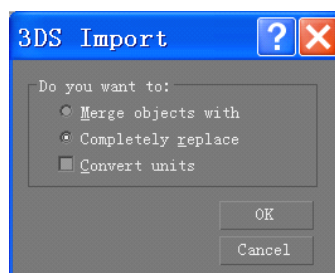 3DS Import
Do you want to:
Merge objects with
Completely replace
Convert units
OK
Cancel